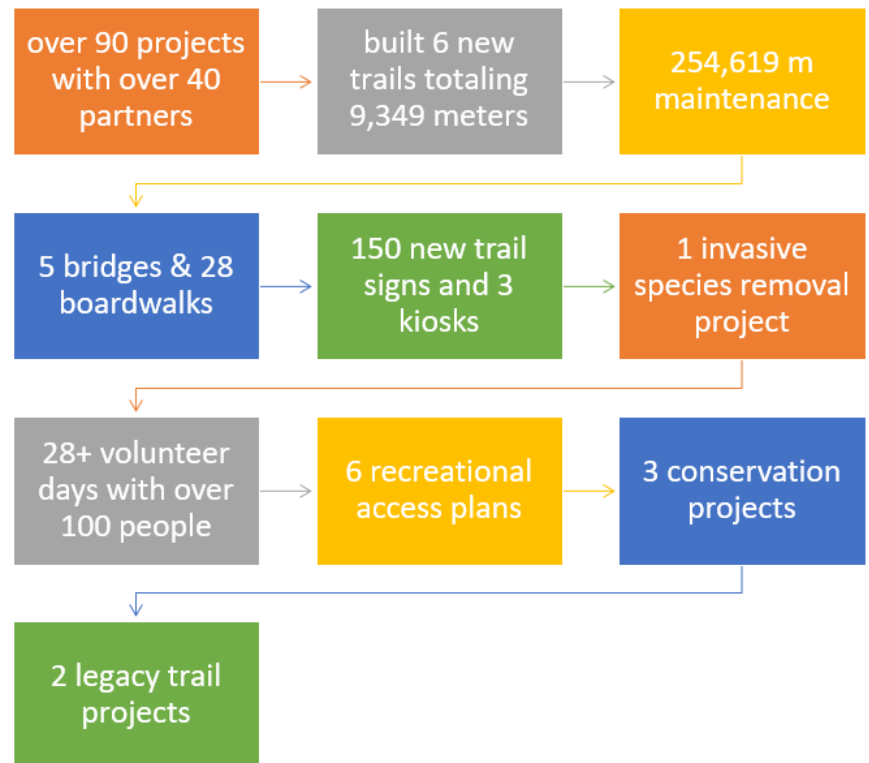 over 90 projects
with over 40
partners
built 6 new
trails totaling
9,349 meters
254,619 m
maintenance
5 bridges & 28
boardwalks
150 new trail
signs and 3
kiosks
1 invasive
species removal
project
28+ volunteer
days with over
100 people
6 recreational
access plans
3 conservation
projects
2 legacy trail
projects